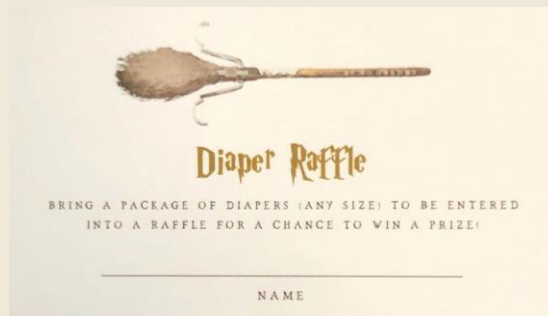 Diaper Raffle
BRING A PACKAGE OF DIAPERS (ANY SIZE) TO BE ENTERED
INTO A RAFFLE FOR A CHANCE TO WIN A PRIZE!
NAME